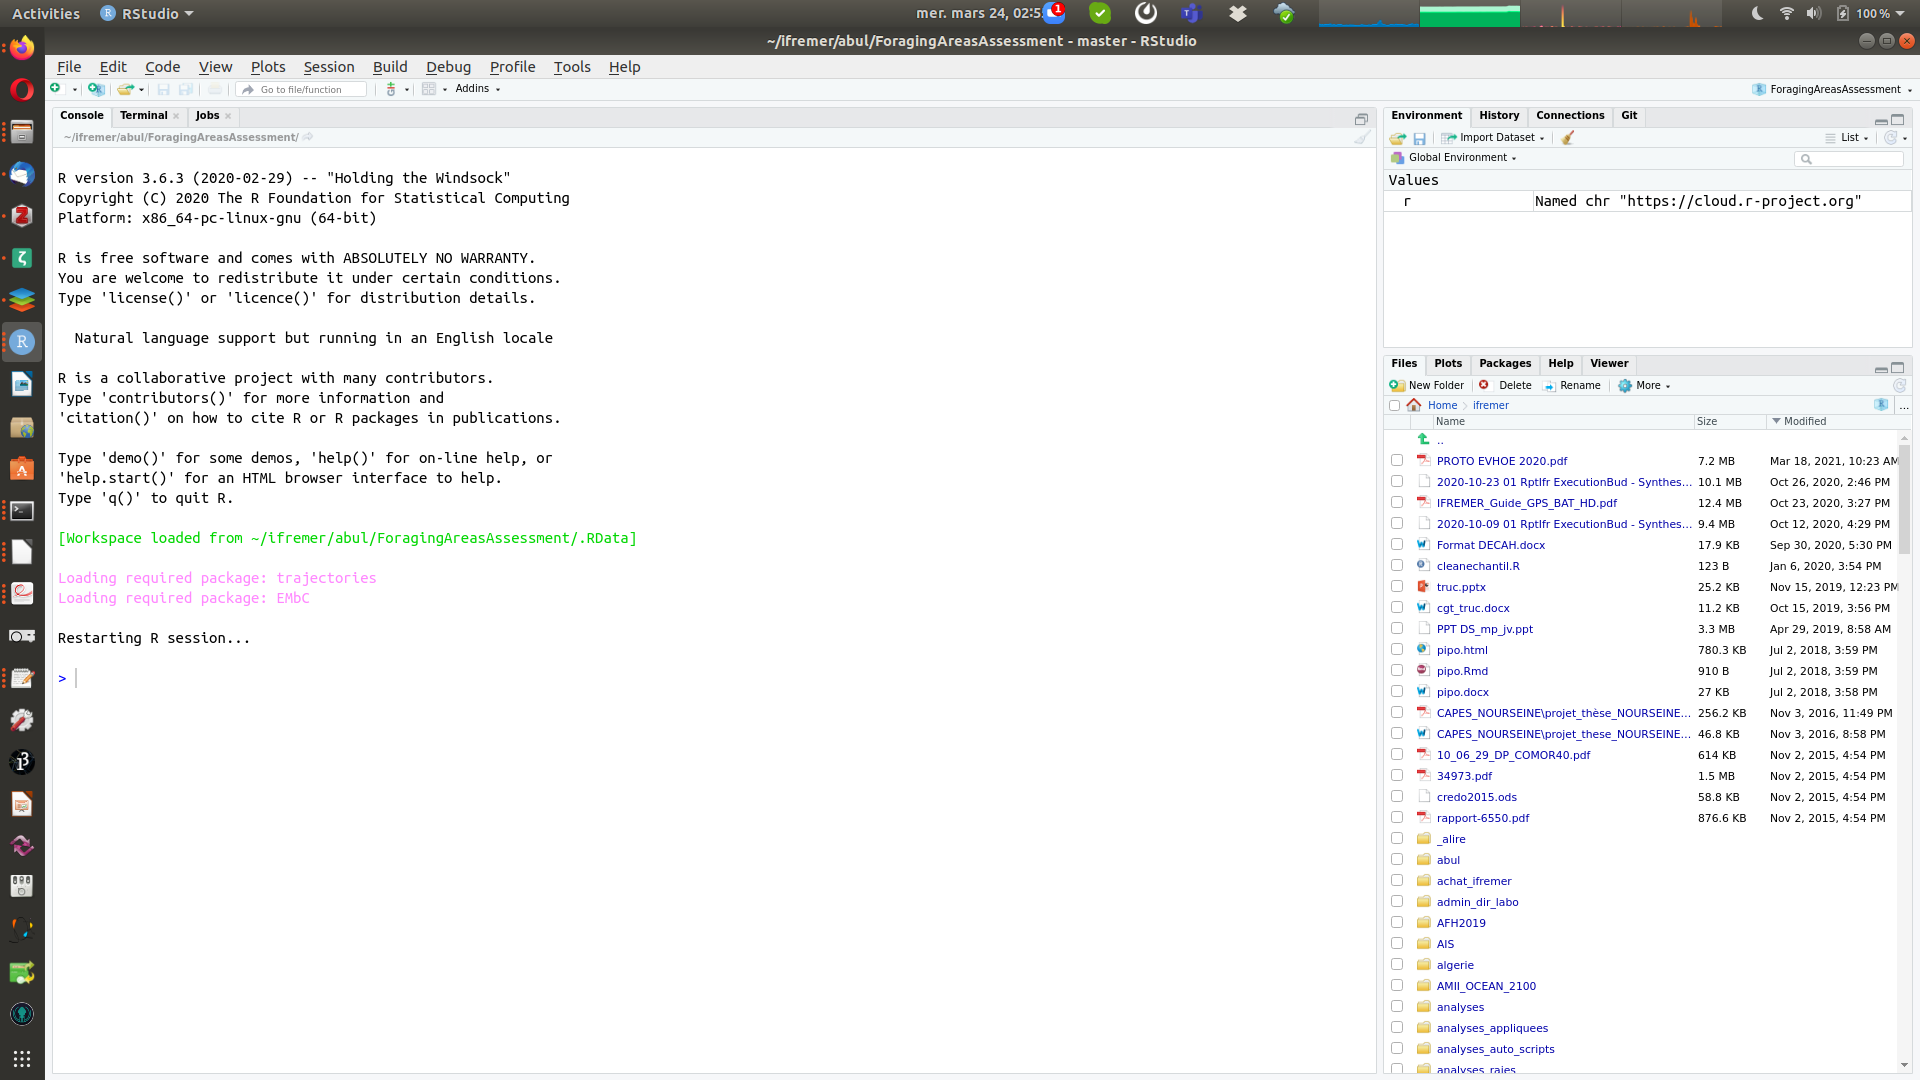 Activities
RStudio
mer. mars 24, 02:5
1
100 %
~/ifremer/abul/ForagingAreasAssessment - master - RStudio
File Edit Code View Plots Session Build Debug Profile Tools Help
Go to file/function
Addins
ForagingAreasAssessment
Console Terminal Jobs
~/ifremer/abul/ForagingAreasAssessment/
R version 3.6.3 (2020-02-29) -- "Holding the Windsock"
Copyright (C) 2020 The R Foundation for Statistical Computing
Platform: x86_64-pc-linux-gnu (64-bit)
R is free software and comes with ABSOLUTELY NO WARRANTY.
You are welcome to redistribute it under certain conditions.
Type 'license()' or 'licence()' for distribution details.
Natural language support but running in an English locale
R is a collaborative project with many contributors.
Type 'contributors()' for more information and
'citation()' on how to cite R or R packages in publications.
Type 'demo()' for some demos, 'help()' for on-line help, or
'help.start()' for an HTML browser interface to help.
Type 'q()' to quit R.
[Workspace loaded from ~/ifremer/abul/ForagingAreasAssessment/.RData]
Loading required package: trajectories
Loading required package: EMbC
Restarting R session...
>
Environment History Connections Git
Import Dataset
List
Global Environment
Values
r Named chr "https://cloud.r-project.org"
Files Plots Packages Help Viewer
New Folder Delete Rename More
Home ifremer ...
Name Size Modified
..
PROTO EVHOE 2020.pdf 7.2 MB Mar 18, 2021, 10:23 AM
2020-10-23 01 RptIfr ExecutionBud - Synthes... 10.1 MB Oct 26, 2020, 2:46 PM
IFREMER_Guide_GPS_BAT_HD.pdf 12.4 MB Oct 23, 2020, 3:27 PM
2020-10-09 01 RptIfr ExecutionBud - Synthes... 9.4 MB Oct 12, 2020, 4:29 PM
Format DECAH.docx 17.9 KB Sep 30, 2020, 5:30 PM
cleanechantil.R 123 B Jan 6, 2020, 3:54 PM
truc.pptx 25.2 KB Nov 15, 2019, 12:23 PM
cgt_truc.docx 11.2 KB Oct 15, 2019, 3:56 PM
PPT DS_mp_jv.ppt 3.3 MB Apr 29, 2019, 8:58 AM
pipo.html 780.3 KB Jul 2, 2018, 3:59 PM
pipo.Rmd 910 B Jul 2, 2018, 3:59 PM
pipo.docx 27 KB Jul 2, 2018, 3:58 PM
CAPES_NOURSEINE\projet_thèse_NOURSEINE... 256.2 KB Nov 3, 2016, 11:49 PM
CAPES_NOURSEINE\projet_these_NOURSEINE... 46.8 KB Nov 3, 2016, 8:58 PM
10_06_29_DP_COMOR40.pdf 614 KB Nov 2, 2015, 4:54 PM
34973.pdf 1.5 MB Nov 2, 2015, 4:54 PM
credo2015.ods 58.8 KB Nov 2, 2015, 4:54 PM
rapport-6550.pdf 876.6 KB Nov 2, 2015, 4:54 PM
_alire
abul
achat_ifremer
admin_dir_labo
AFH2019
AIS
algerie
AMII_OCEAN_2100
analyses
analyses_appliquees
analyses_auto_scripts
analyses_raies